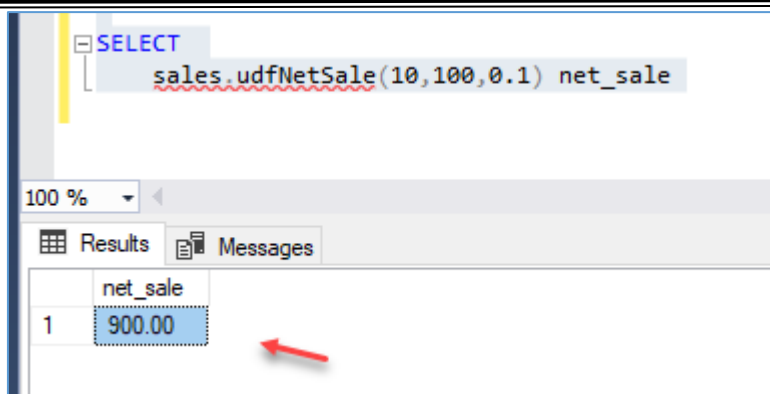 SELECT
sales.udfNetSale(10,100,0.1) net_sale
100 %
Results Messages
net_sale
1 900.00